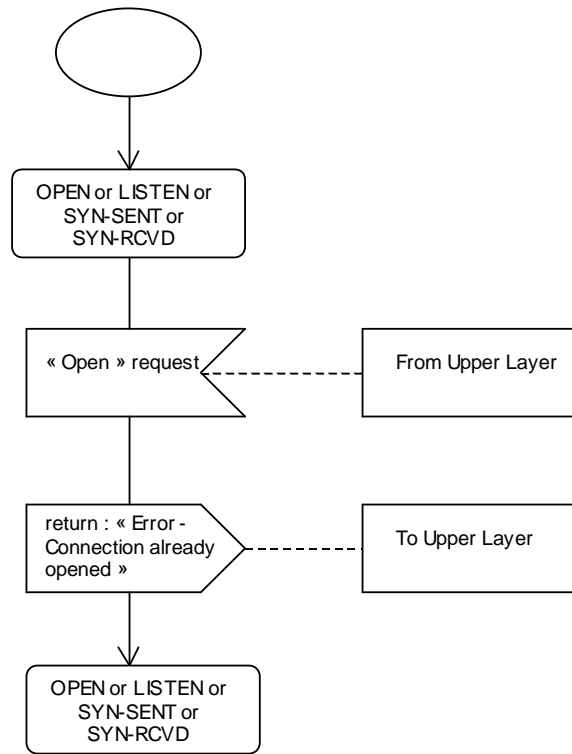 OPEN or LISTEN or
SYN-SENT or
SYN-RCVD
« Open » request
From Upper Layer
return : « Error -
Connection already
opened »
To Upper Layer
OPEN or LISTEN or
SYN-SENT or
SYN-RCVD